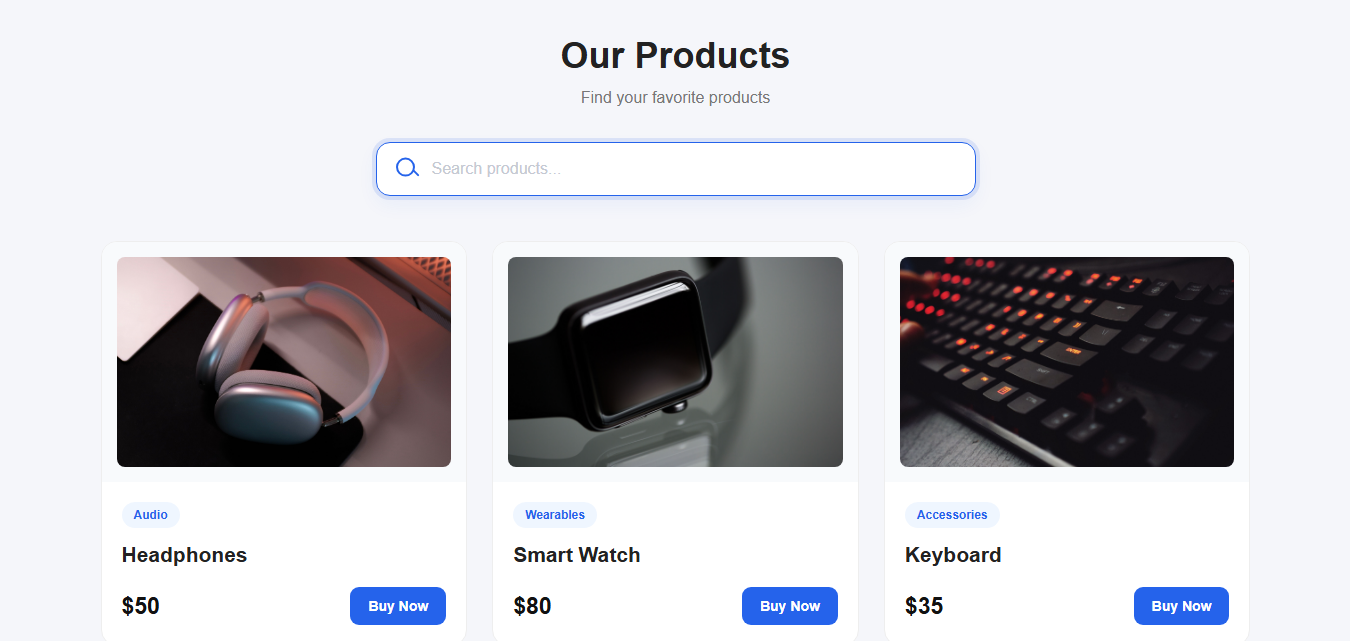 Our Products
Find your favorite products
Search products...
Audio
Headphones
$50
Buy Now
Wearables
Smart Watch
$80
Buy Now
Accessories
Keyboard
$35
Buy Now